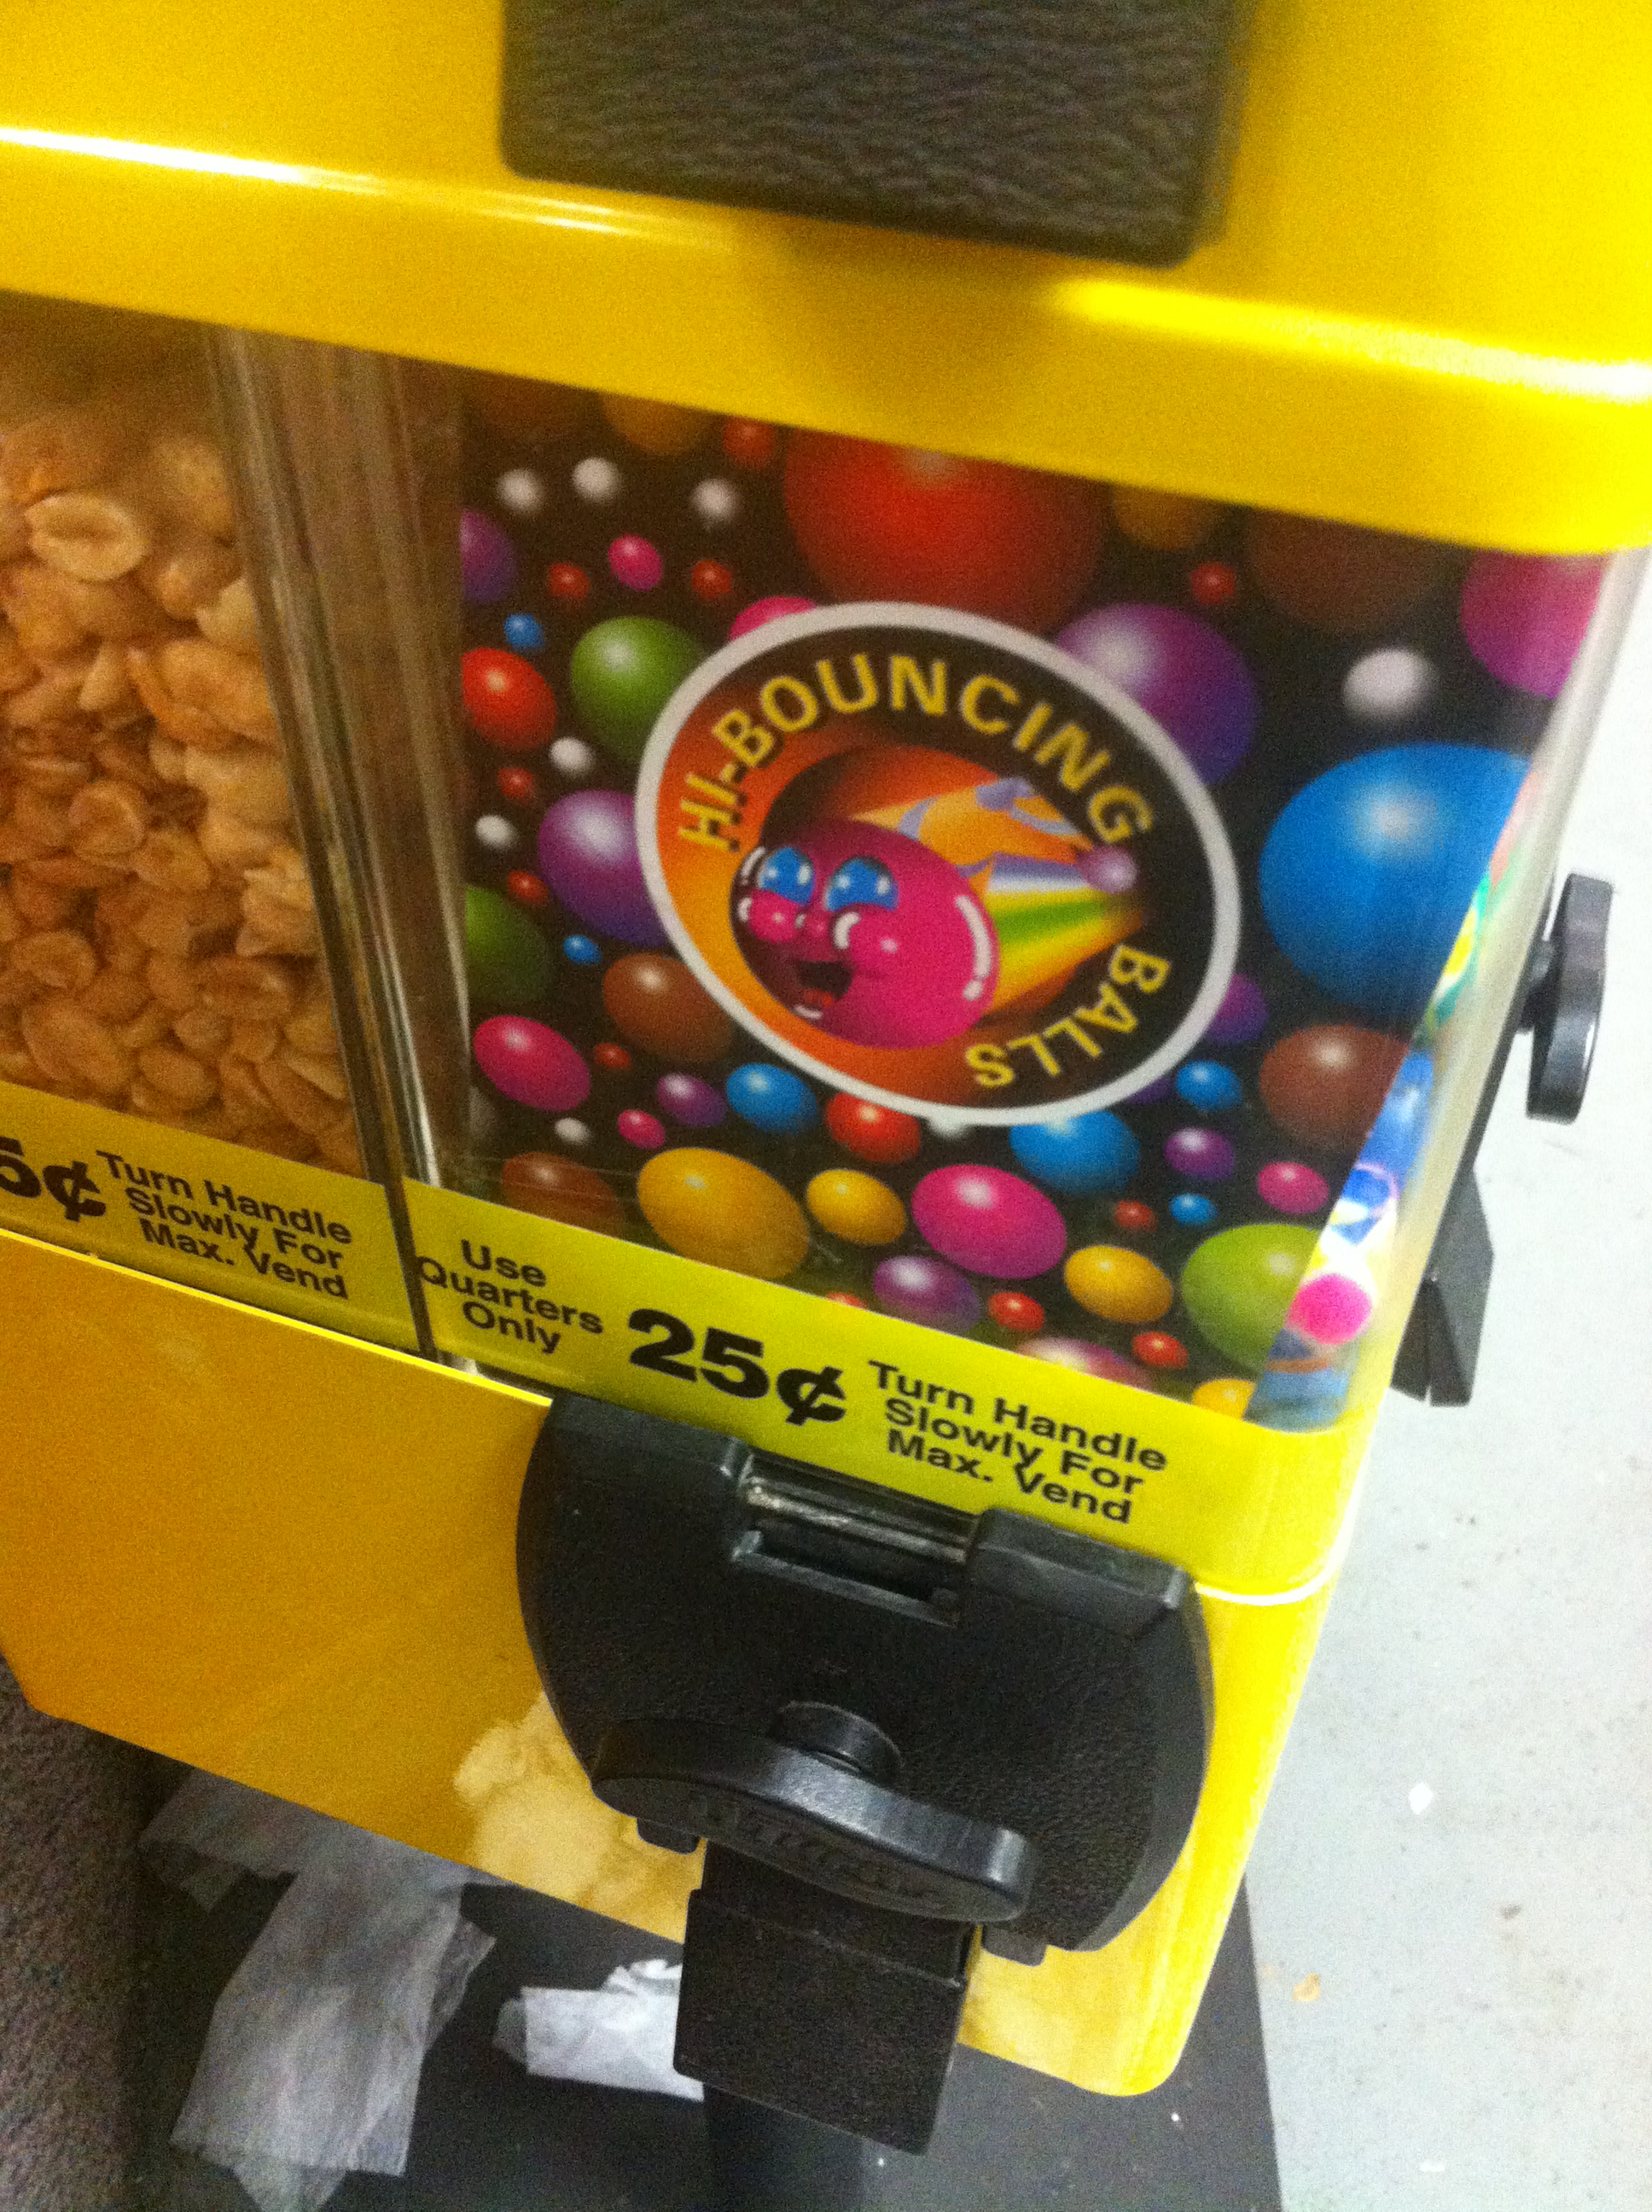 HI-BOUNCING
BALLS
5¢
Turn Handle
Slowly For
Max. Vend
Use
Quarters
Only
25¢
Turn Handle
Slowly For
Max. Vend